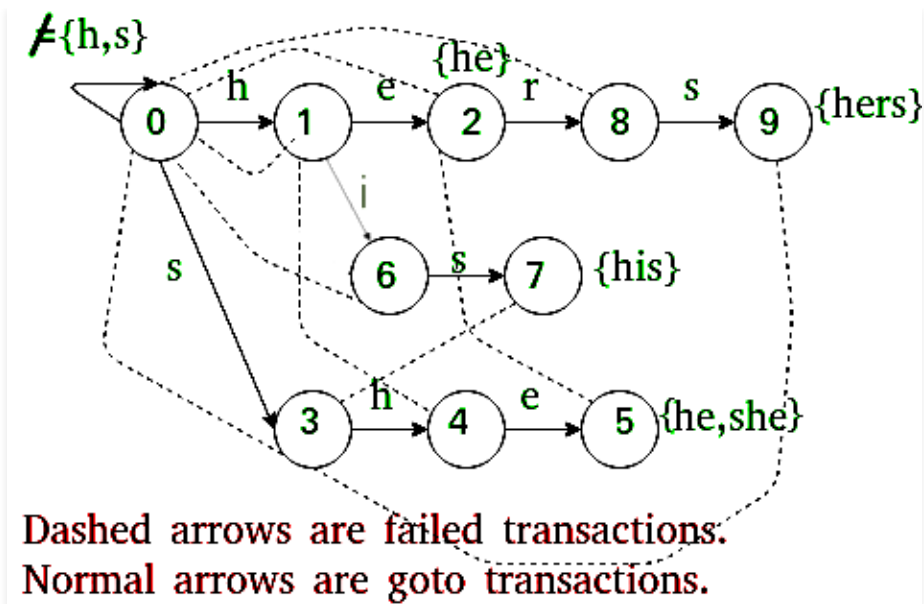 ≠{h,s}
h
e
{he}
r
s
{hers}
0
1
2
8
9
i
s
6
s
7
{his}
3
h
4
e
5
{he,she}
Dashed arrows are failed transactions.
Normal arrows are goto transactions.